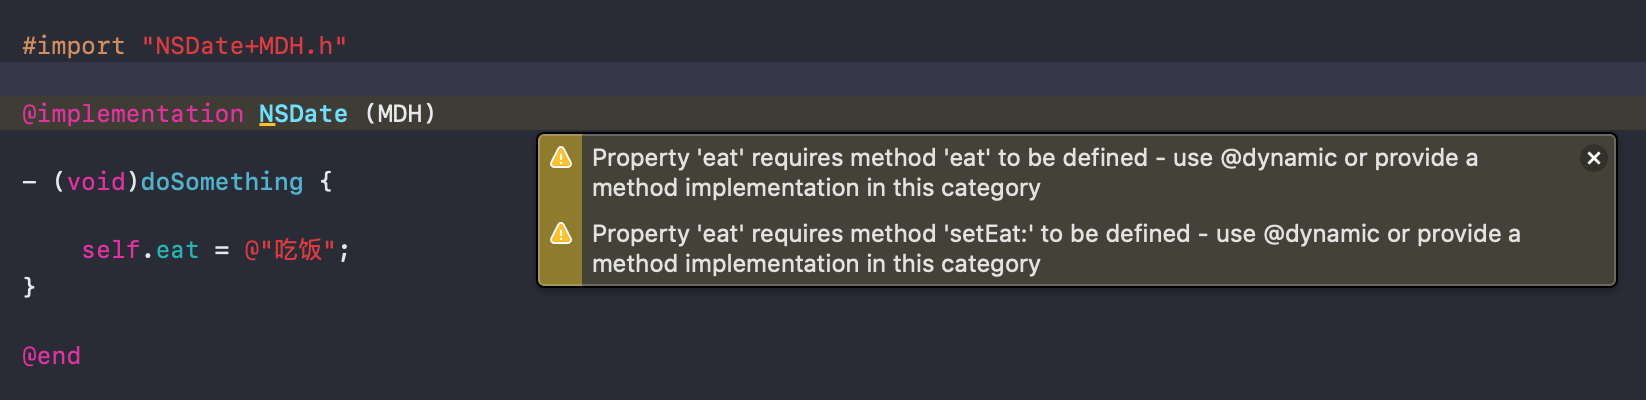 #import "NSDate+MDH.h"
@implementation NSDate (MDH)
Property 'eat' requires method 'eat' to be defined - use @dynamic or provide a
method implementation in this category
Property 'eat' requires method 'setEat:' to be defined - use @dynamic or provide a
method implementation in this category
- (void)doSomething {
self.eat = @"吃饭";
}
@end